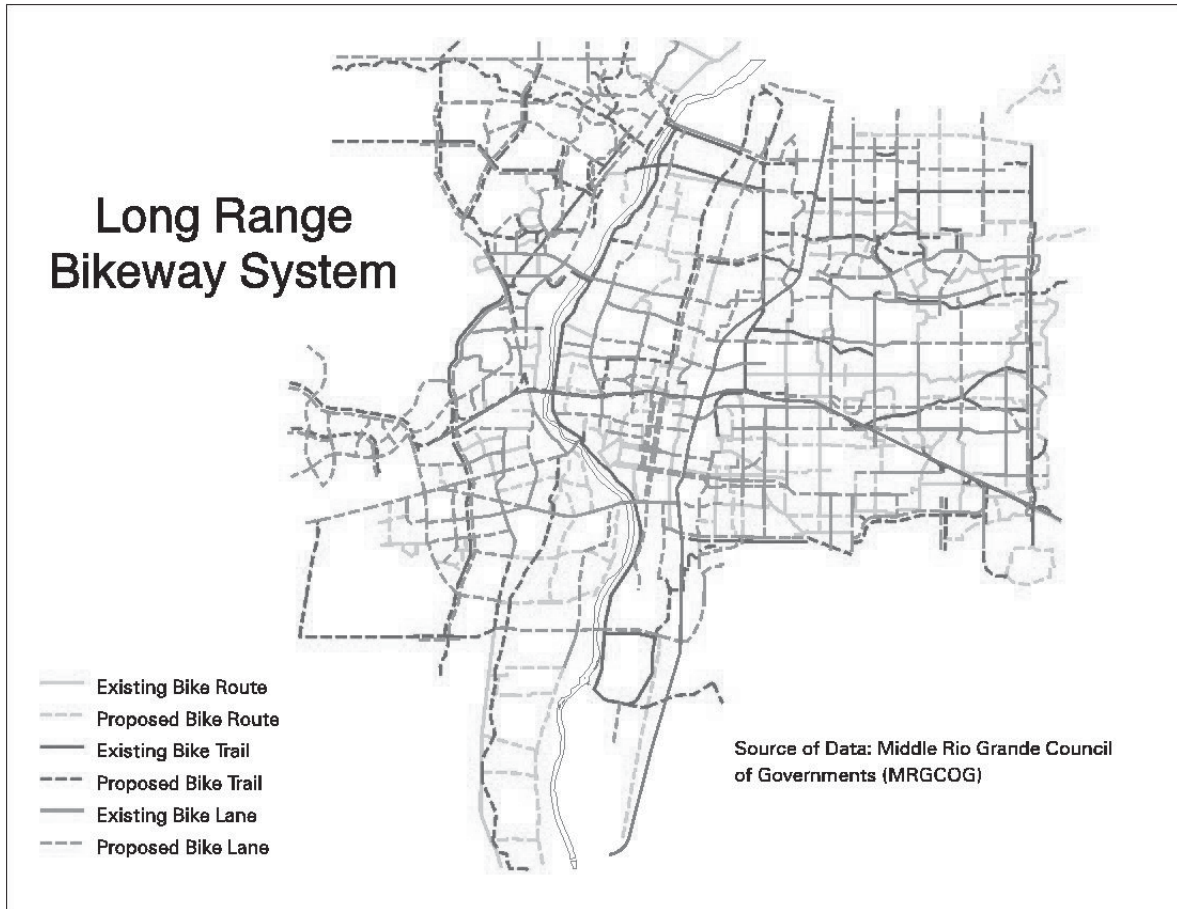 Long Range
Bikeway System
Existing Bike Route
Proposed Bike Route
Existing Bike Trail
Proposed Bike Trail
Existing Bike Lane
Proposed Bike Lane
Source of Data: Middle Rio Grande Council
of Governments (MRGCOG)